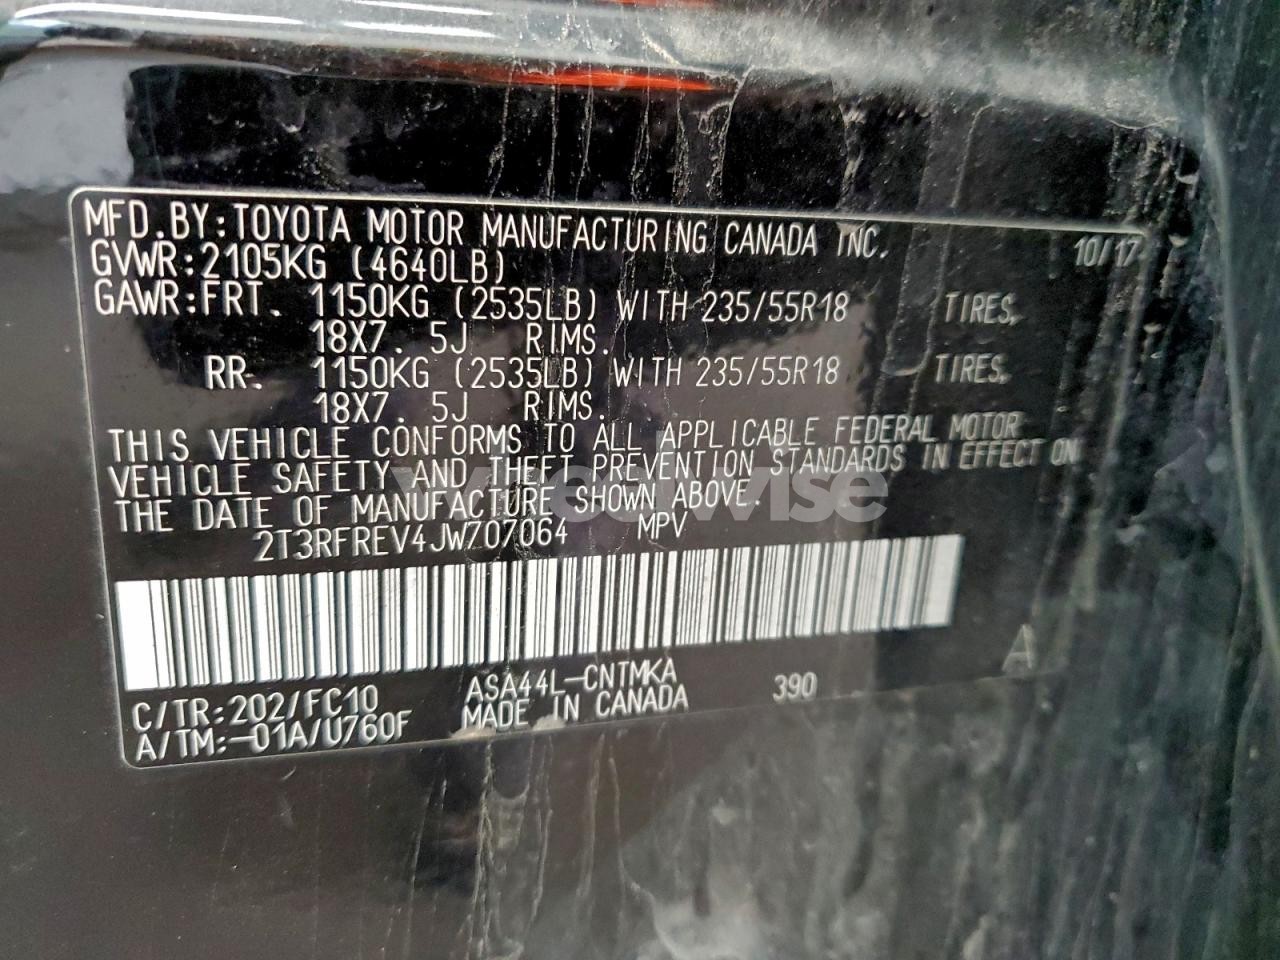 MFD.BY:TOYOTA MOTOR MANUFACTURING CANADA INC. 10/17
GVWR:2105KG (4640LB)
GAWR:FRT. 1150KG (2535LB) WITH 235/55R18 TIRES,
18X7. 5J RIMS.
RR. 1150KG (2535LB) WITH 235/55R18 TIRES,
18X7. 5J RIMS.
THIS VEHICLE CONFORMS TO ALL APPLICABLE FEDERAL MOTOR
VEHICLE SAFETY AND THEFT PREVENTION STANDARDS IN EFFECT ON
THE DATE OF MANUFACTURE SHOWN ABOVE.
2T3RFREV4JW707064 MPV
A
C/TR:202/FC10 ASA44L-CNTMKA 390
A/TM:-01A/U760F MADE IN CANADA